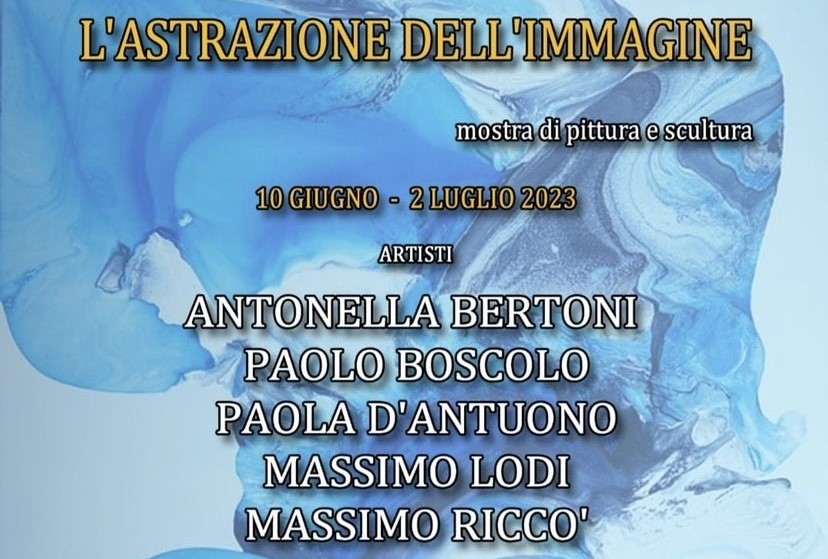 L'ASTRAZIONE DELL'IMMAGINE
mostra di pittura e scultura
10 GIUGNO - 2 LUGLIO 2023
ARTISTI
ANTONELLA BERTONI
PAOLO BOSCOLO
PAOLA D'ANTUONO
MASSIMO LODI
MASSIMO RICCO'